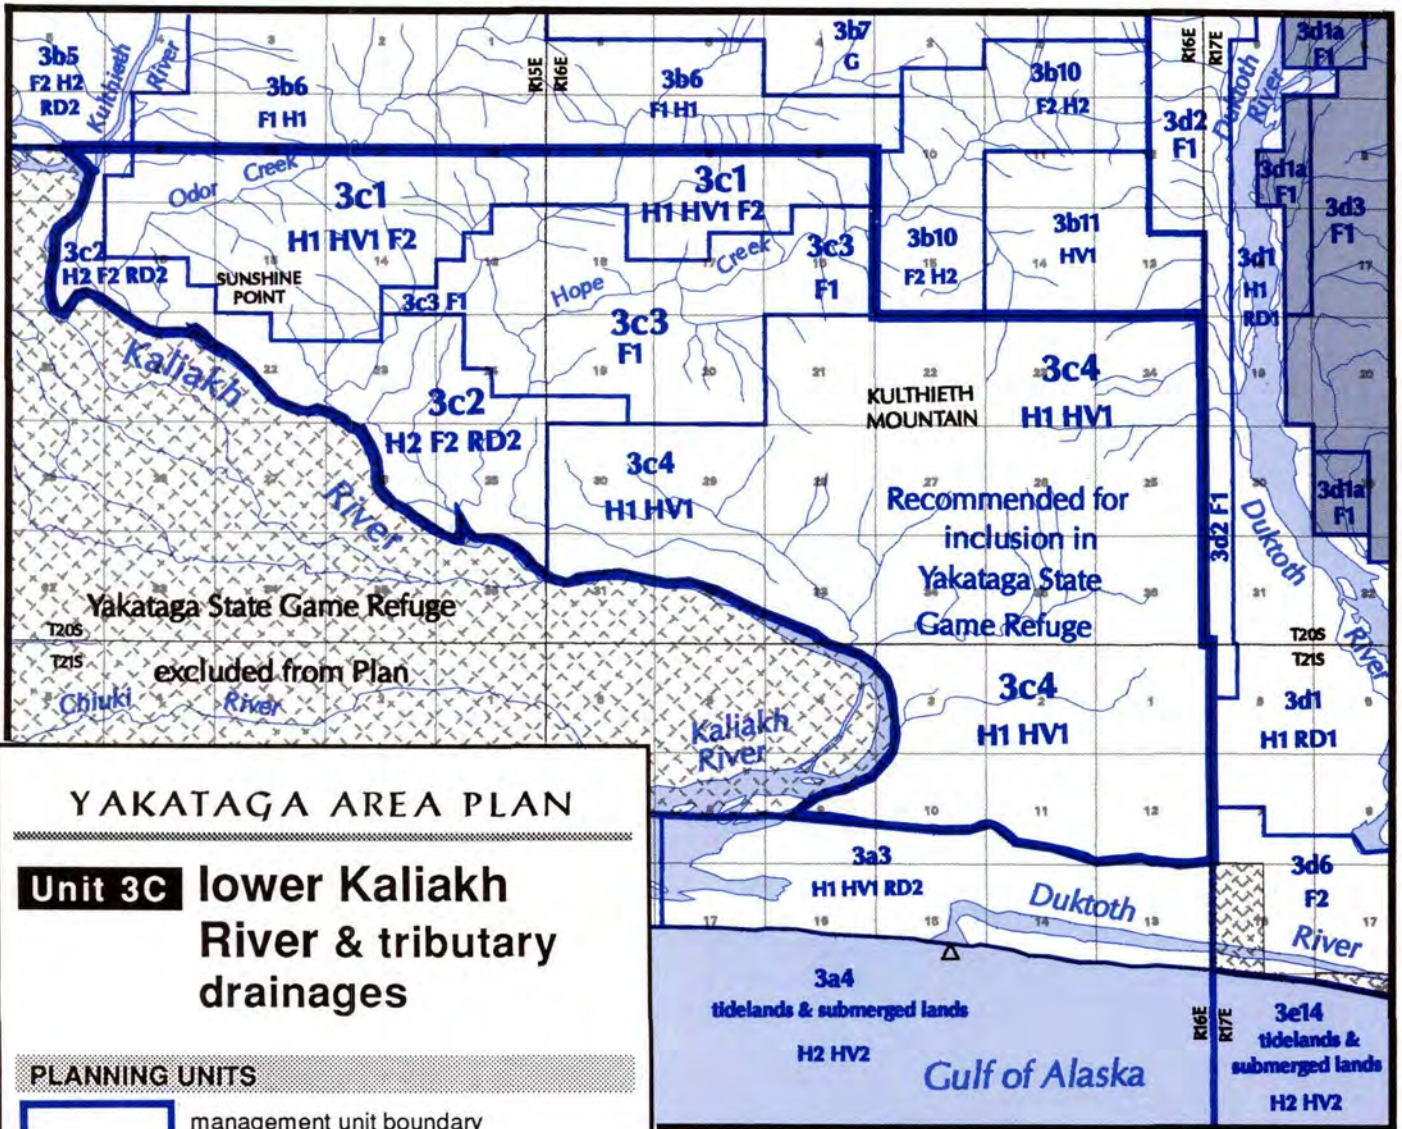 3b5
F2 H2
RD2
Kulthieth
River
3b6
F1 H1
R15E
R16E
3b6
F1 H1
3b7
G
3b10
F2 H2
R16E
R17E
3d2
F1
Duktoth
River
3d1a
F1
Odor Creek
3c1
H1 HV1 F2
3c1
H1 HV1 F2
3c2
H2 F2 RD2
SUNSHINE
POINT
3c3 F1
Hope Creek
3c3
F1
3c3
F1
3b10
F2 H2
3b11
HV1
3d1a
F1
3d3
F1
3d1
H1
RD1
Kaliakh
River
3c2
H2 F2 RD2
3c4
H1 HV1
KULTHIETH
MOUNTAIN
3c4
H1 HV1
Recommended for
inclusion in
Yakataga State
Game Refuge
3d2 F1
Duktoth
River
3d1a
F1
Yakataga State Game Refuge
excluded from Plan
T20S
T21S
Chiuki River
Kaliakh
River
3c4
H1 HV1
T20S
T21S
3d1
H1 RD1
3a3
H1 HV1 RD2
Duktoth
River
3d6
F2
3a4
tidelands & submerged lands
H2 HV2
Gulf of Alaska
R16E
R17E
3e14
tidelands &
submerged lands
H2 HV2
YAKATAGA AREA PLAN
Unit 3C lower Kaliakh
River & tributary
drainages
PLANNING UNITS
management unit boundary